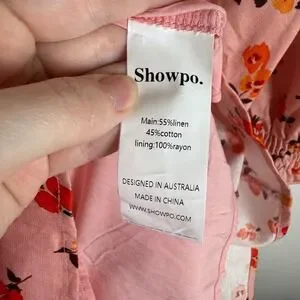 Showpo.
Main:55%linen
45%cotton
lining:100%rayon
DESIGNED IN AUSTRALIA
MADE IN CHINA
WWW.SHOWPO.COM